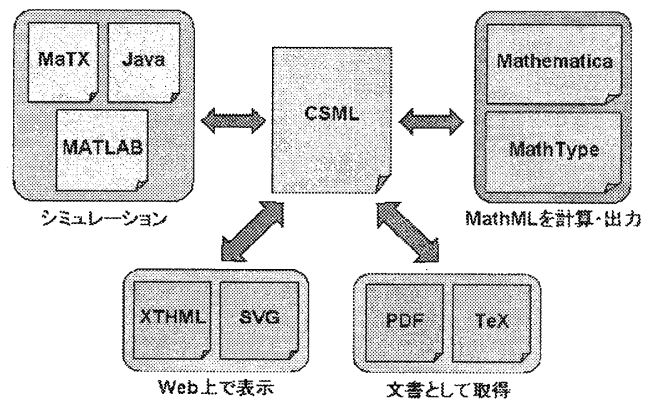 MaTX
Java
MATLAB
シミュレーション
CSML
Mathematica
MathType
MathMLを計算・出力
XTHML
SVG
Web上で表示
PDF
TeX
文書として取得